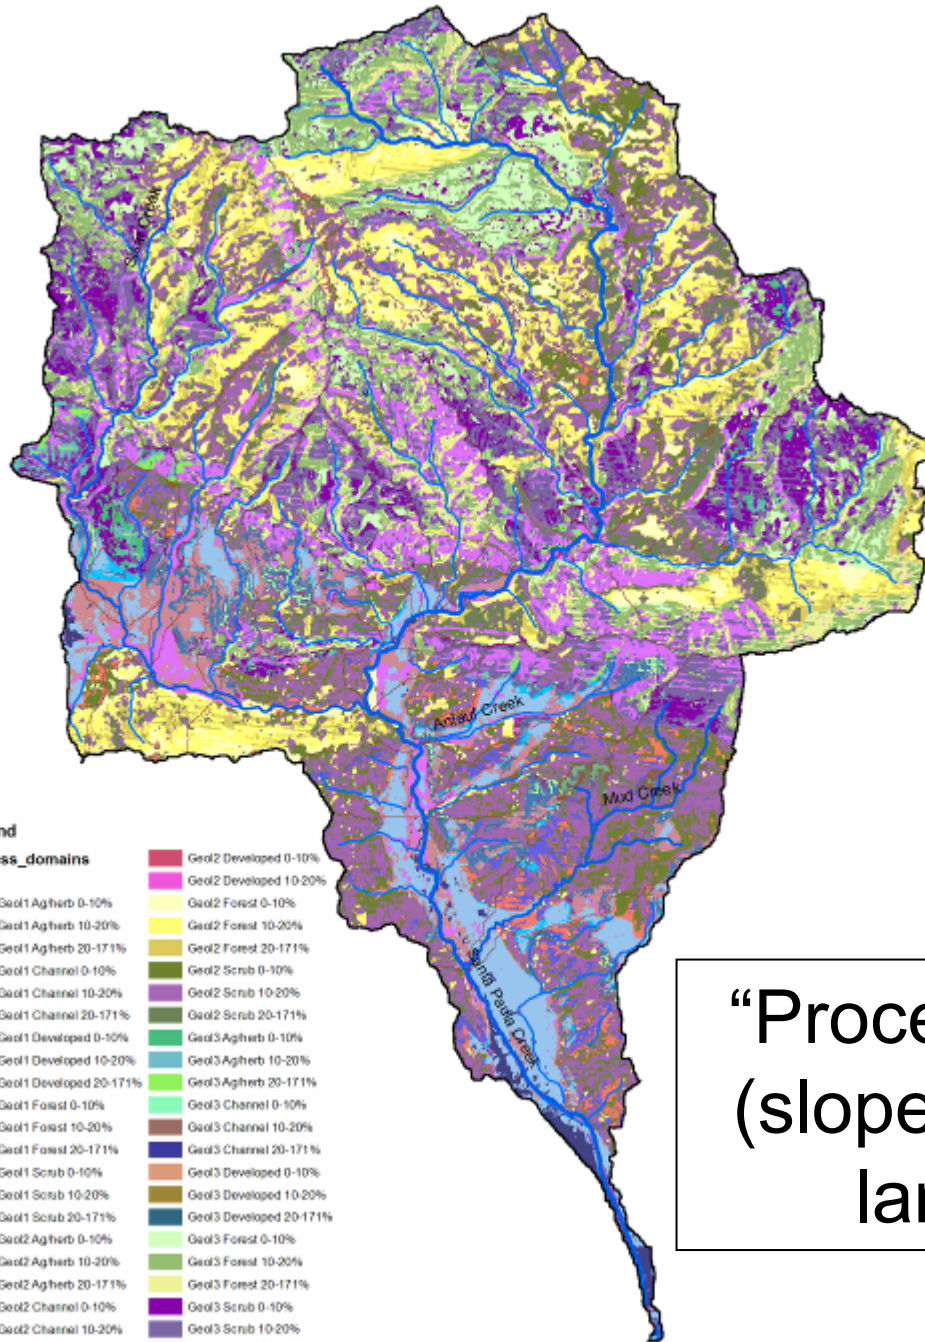 Sisar Creek
Anlauf Creek
Mud Creek
Santa Paula Creek
nd
ss_domains
Geol1 Ag/herb 0-10%
Geol1 Ag/herb 10-20%
Geol1 Ag/herb 20-171%
Geol1 Channel 0-10%
Geol1 Channel 10-20%
Geol1 Channel 20-171%
Geol1 Developed 0-10%
Geol1 Developed 10-20%
Geol1 Developed 20-171%
Geol1 Forest 0-10%
Geol1 Forest 10-20%
Geol1 Forest 20-171%
Geol1 Scrub 0-10%
Geol1 Scrub 10-20%
Geol1 Scrub 20-171%
Geol2 Ag/herb 0-10%
Geol2 Ag/herb 10-20%
Geol2 Ag/herb 20-171%
Geol2 Channel 0-10%
Geol2 Channel 10-20%
Geol2 Developed 0-10%
Geol2 Developed 10-20%
Geol2 Forest 0-10%
Geol2 Forest 10-20%
Geol2 Forest 20-171%
Geol2 Scrub 0-10%
Geol2 Scrub 10-20%
Geol2 Scrub 20-171%
Geol3 Ag/herb 0-10%
Geol3 Ag/herb 10-20%
Geol3 Ag/herb 20-171%
Geol3 Channel 0-10%
Geol3 Channel 10-20%
Geol3 Channel 20-171%
Geol3 Developed 0-10%
Geol3 Developed 10-20%
Geol3 Developed 20-171%
Geol3 Forest 0-10%
Geol3 Forest 10-20%
Geol3 Forest 20-171%
Geol3 Scrub 0-10%
Geol3 Scrub 10-20%
“Proce
(slope
lar